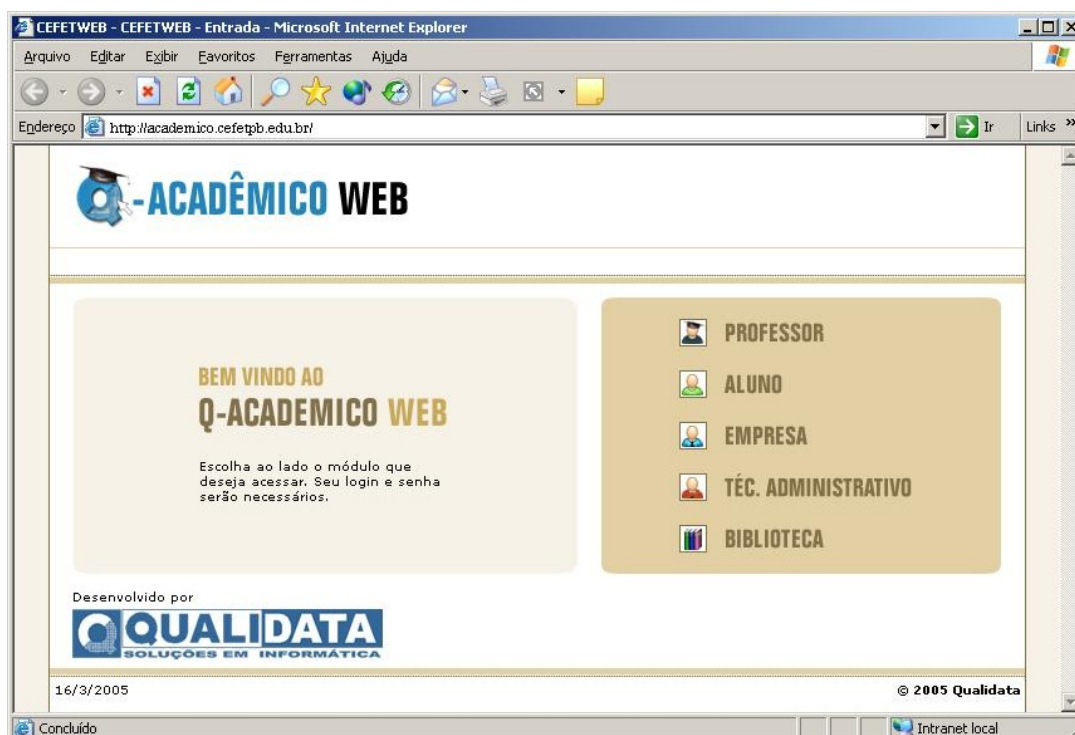 CEFETWEB - CEFETWEB - Entrada - Microsoft Internet Explorer
Arquivo Editar Exibir Favoritos Ferramentas Ajuda
Endereço http://academico.cefetpb.edu.br/ Ir Links »
Q-ACADÊMICO WEB
BEM VINDO AO
Q-ACADEMICO WEB
Escolha ao lado o módulo que
deseja acessar. Seu login e senha
serão necessários.
PROFESSOR
ALUNO
EMPRESA
TÉC. ADMINISTRATIVO
BIBLIOTECA
Desenvolvido por
QUALIDATA
SOLUÇÕES EM INFORMÁTICA
16/3/2005 © 2005 Qualidata
Concluído Intranet local